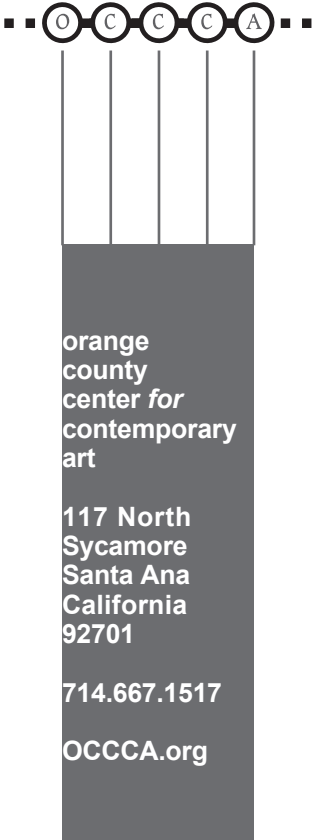 OCCCA
orange
county
center for
contemporary
art
117 North
Sycamore
Santa Ana
California
92701
714.667.1517
OCCCA.org